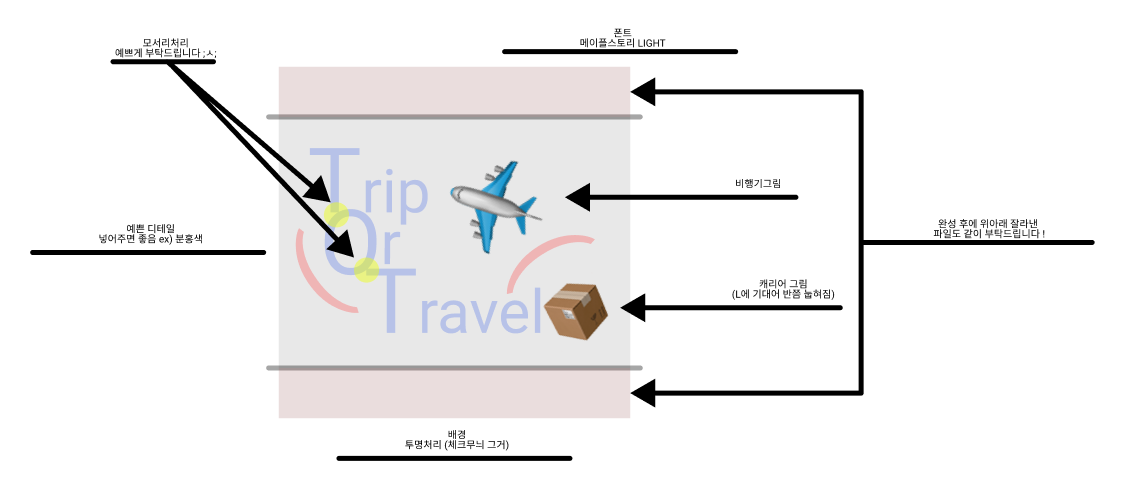 모서리처리
예쁘게 부탁드립니다 ;ㅅ;
폰트
메이플스토리 LIGHT
Trip
Or
Travel
비행기그림
예쁜 디테일
넣어주면 좋음 ex) 분홍색
완성 후에 위아래 잘라낸
파일도 같이 부탁드립니다 !
캐리어 그림
(L에 기대어 반쯤 눕혀짐)
배경
투명처리 (체크무늬 그거)